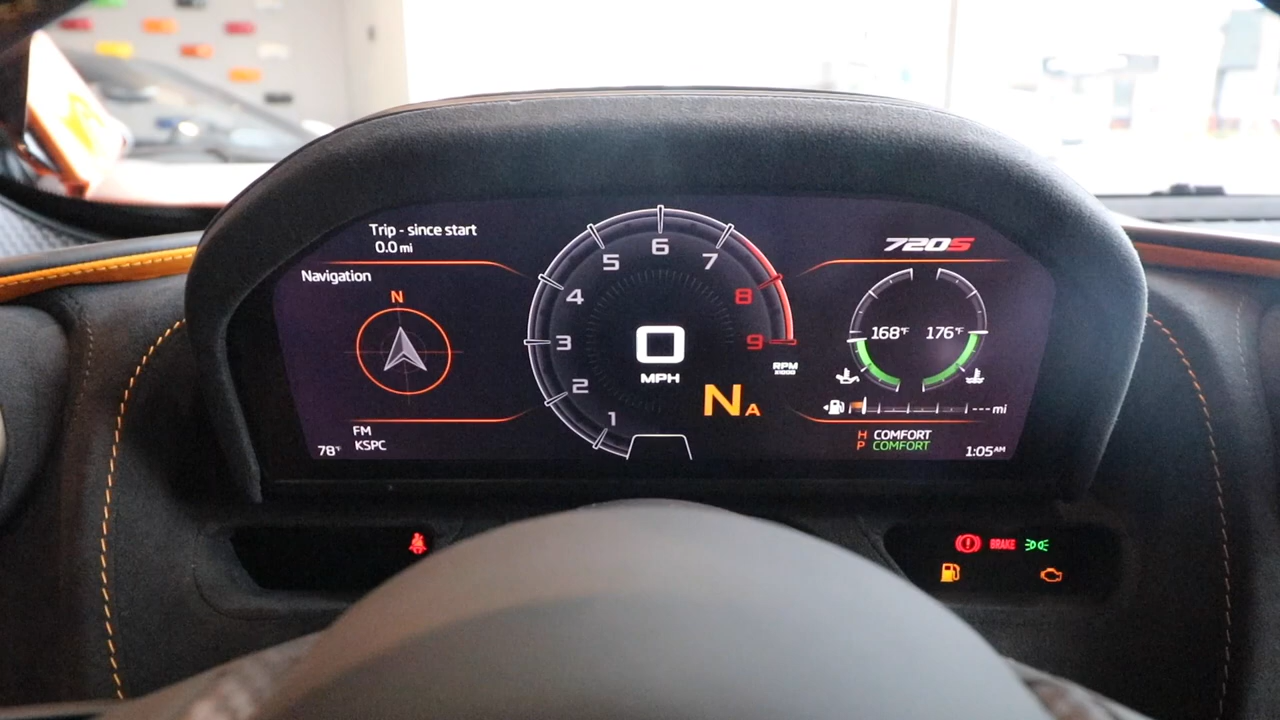 Trip - since start
0.0 mi
Navigation
N
FM
KSPC
78°F
1
2
3
4
5
6
7
8
9
0
MPH
RPM
X1000
NA
720S
168°F
176°F
---mi
H COMFORT
P COMFORT
1:05AM
BRAKE